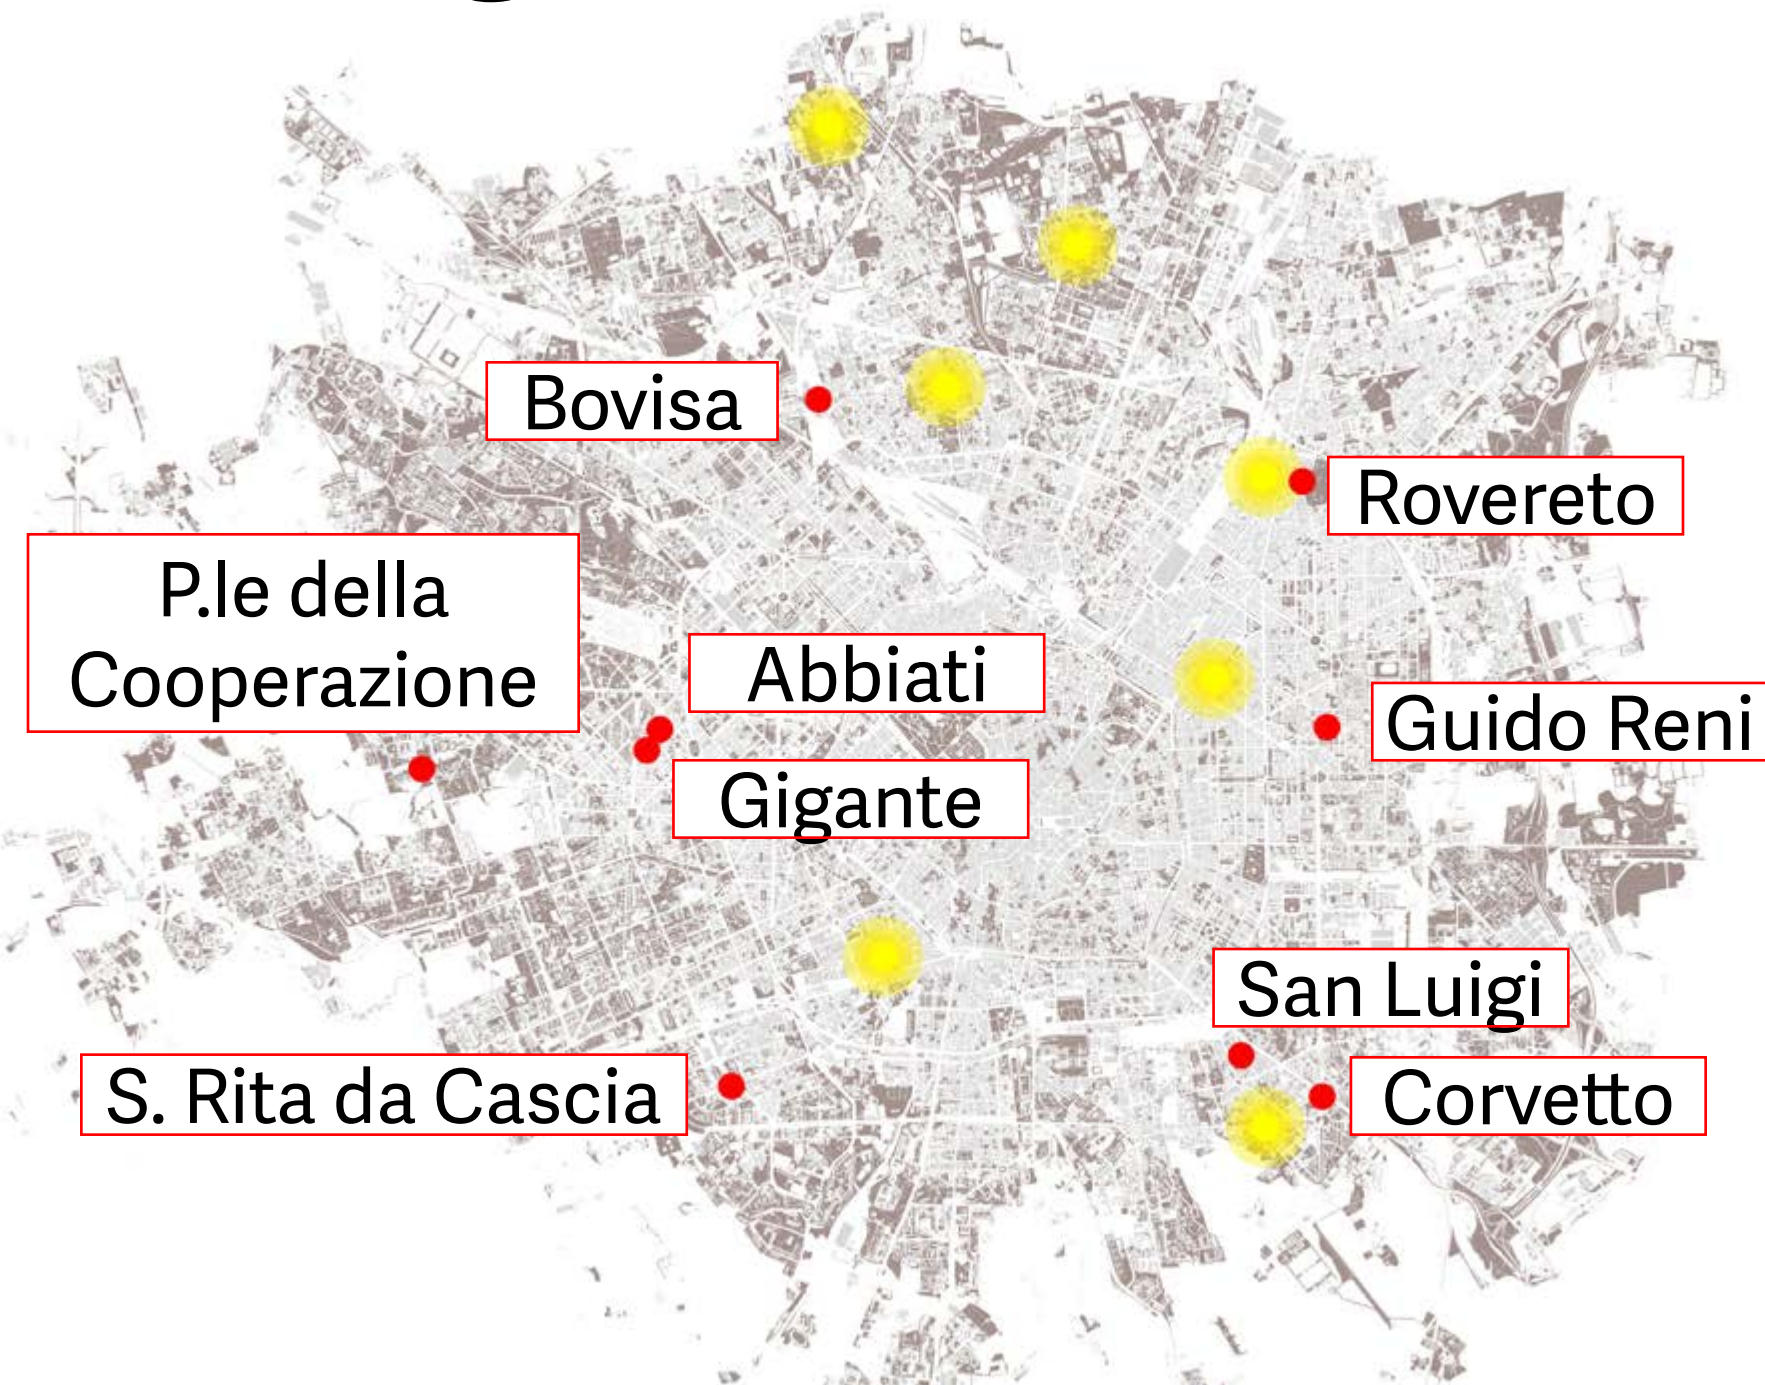 Bovisa
Rovereto
P.le della
Cooperazione
Abbiati
Guido Reni
Gigante
San Luigi
S. Rita da Cascia
Corvetto